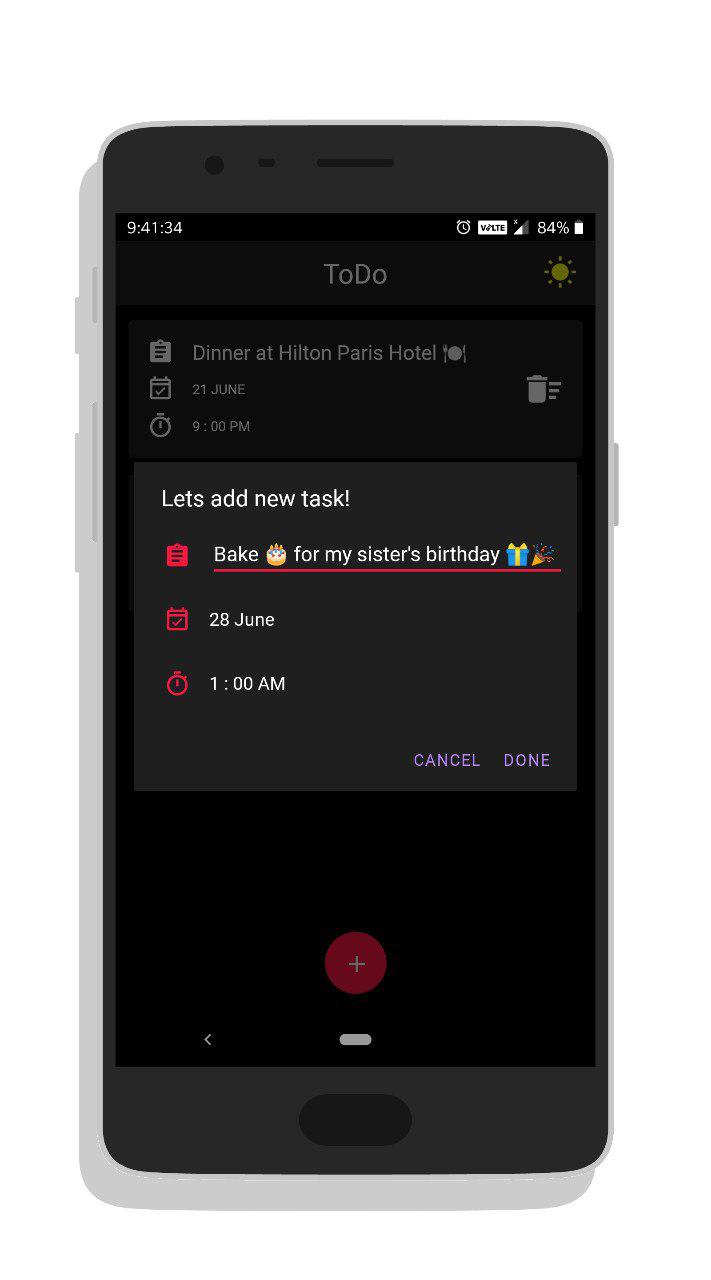 9:41:34 VoLTE x 84%
ToDo
Dinner at Hilton Paris Hotel 🍽️
21 JUNE
9 : 00 PM
Lets add new task!
Bake 🎂 for my sister's birthday 🎁🎉
28 June
1 : 00 AM
CANCEL DONE
+